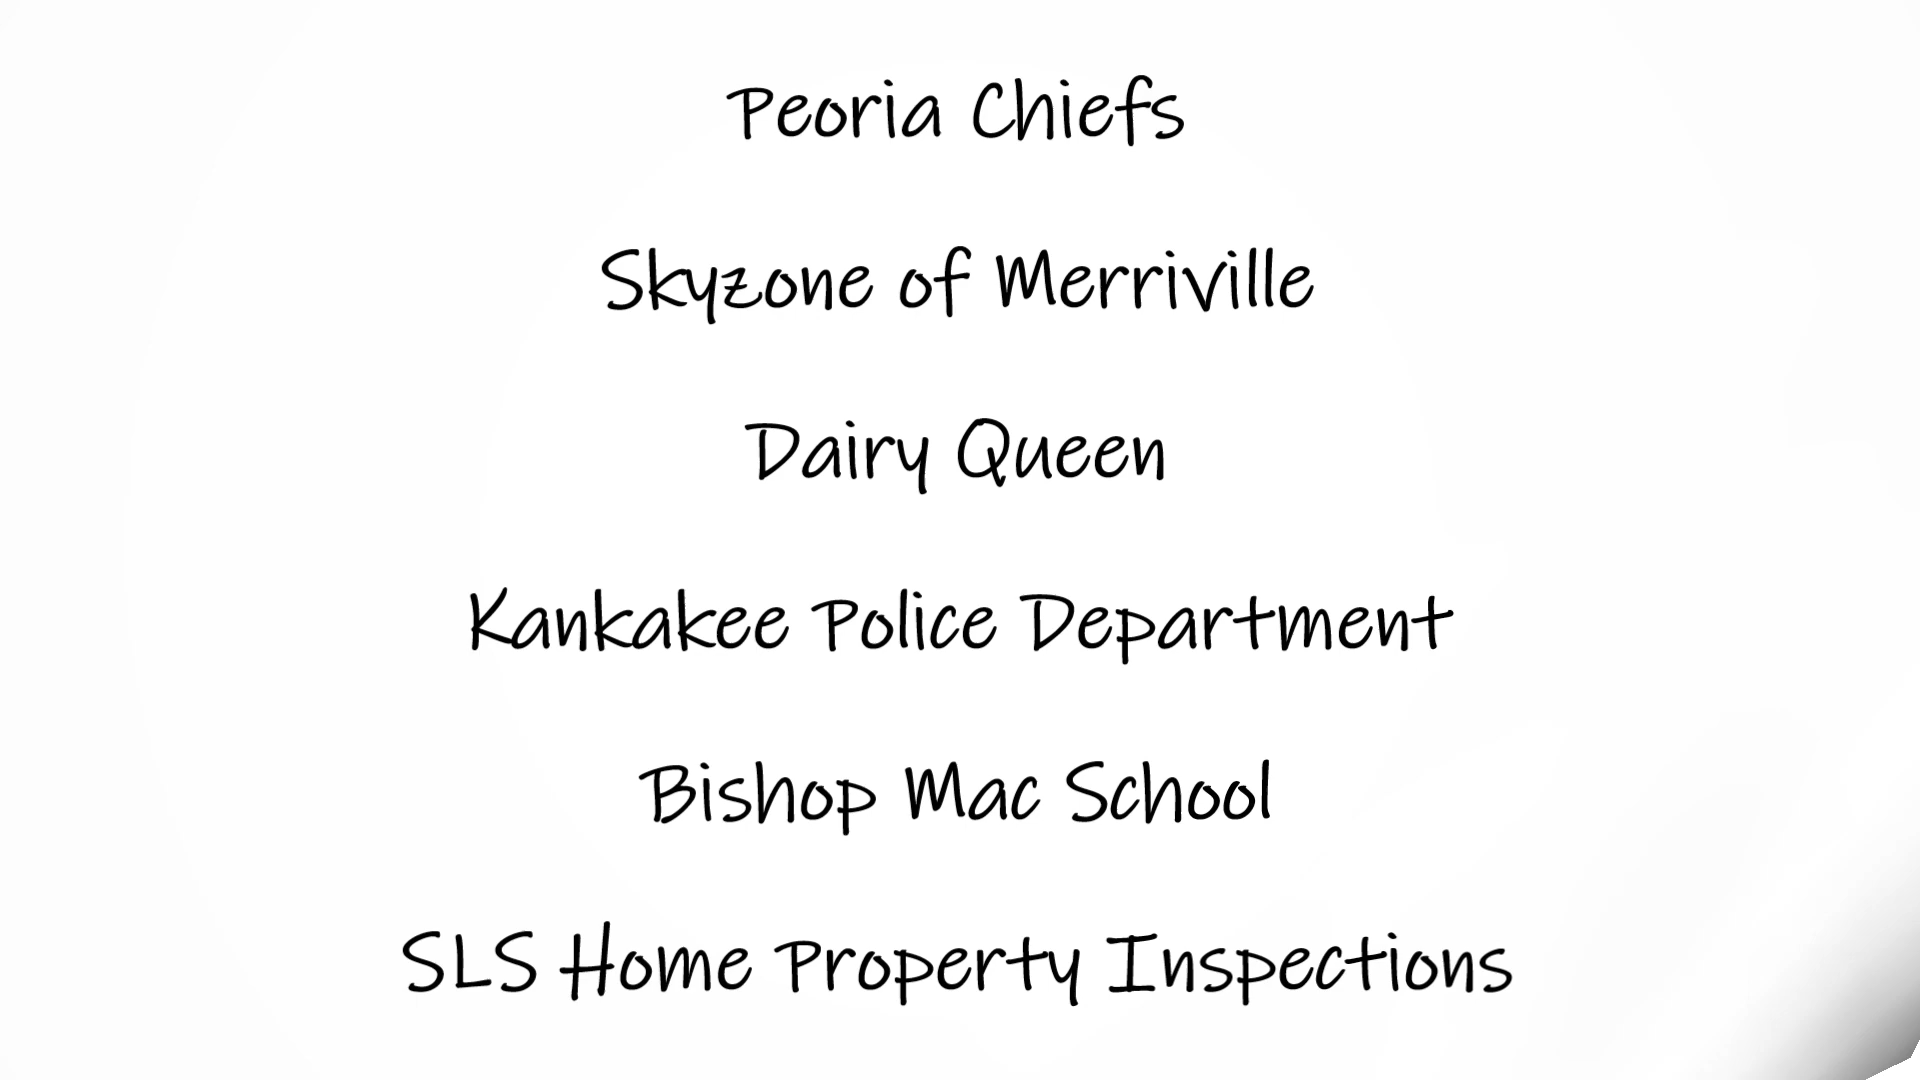 Peoria Chiefs
Skyzone of Merriville
Dairy Queen
Kankakee Police Department
Bishop Mac School
SLS Home Property Inspections